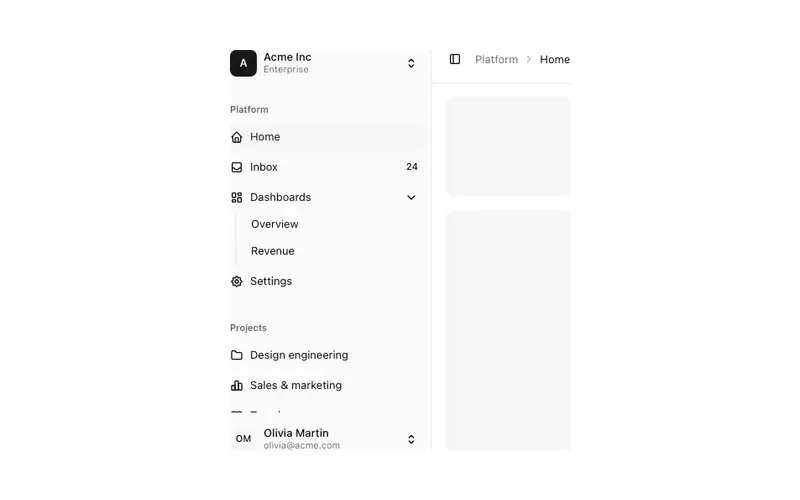 A
Acme Inc
Enterprise
Platform
Home
Inbox
24
Dashboards
Overview
Revenue
Settings
Projects
Design engineering
Sales & marketing
OM
Olivia Martin
olivia@acme.com
Platform
Home